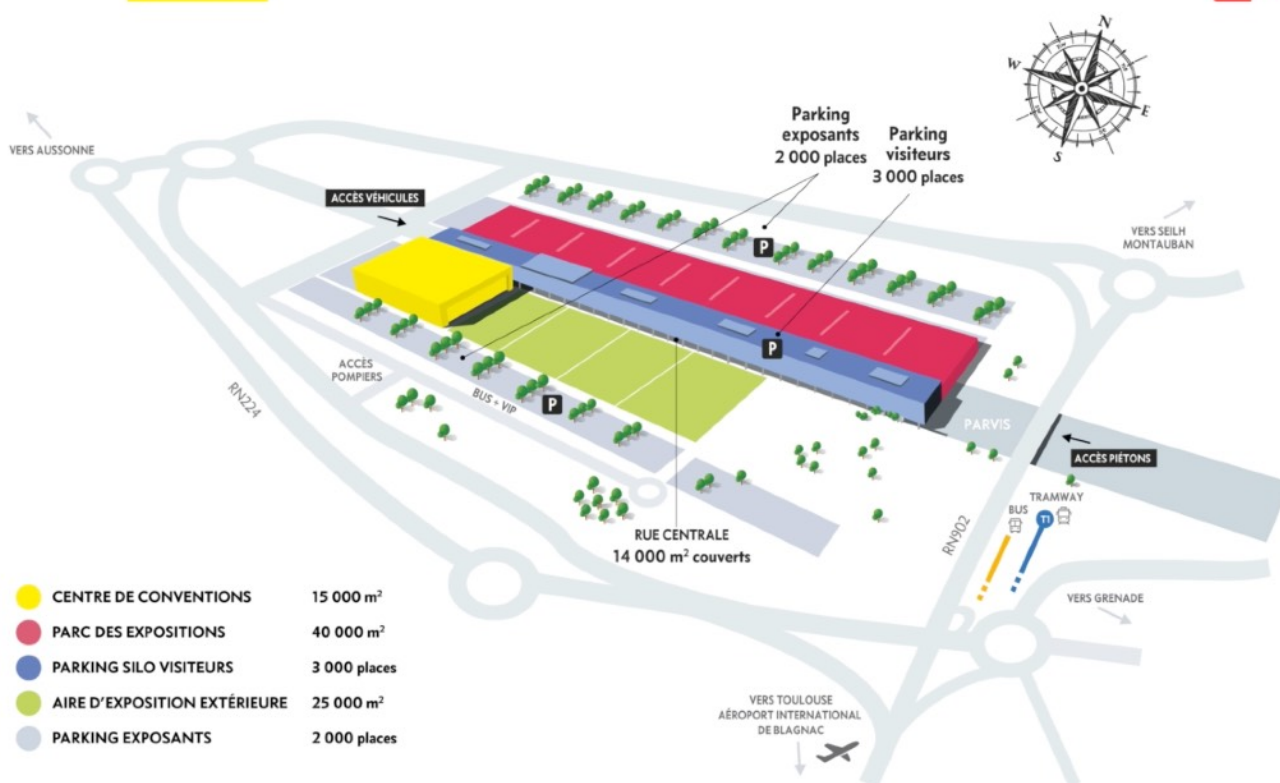 N
W
E
S
VERS AUSSONNE
Parking
exposants
2 000 places
Parking
visiteurs
3 000 places
ACCÈS VÉHICULES
VERS SEILH
MONTAUBAN
P
P
ACCÈS
POMPIERS
RN224
BUS + VIP
P
PARVIS
ACCÈS PIÉTONS
TRAMWAY
BUS
T1
RN902
RUE CENTRALE
14 000 m² couverts
VERS GRENADE
CENTRE DE CONVENTIONS 15 000 m²
PARC DES EXPOSITIONS 40 000 m²
PARKING SILO VISITEURS 3 000 places
AIRE D'EXPOSITION EXTÉRIEURE 25 000 m²
PARKING EXPOSANTS 2 000 places
VERS TOULOUSE
AÉROPORT INTERNATIONAL
DE BLAGNAC